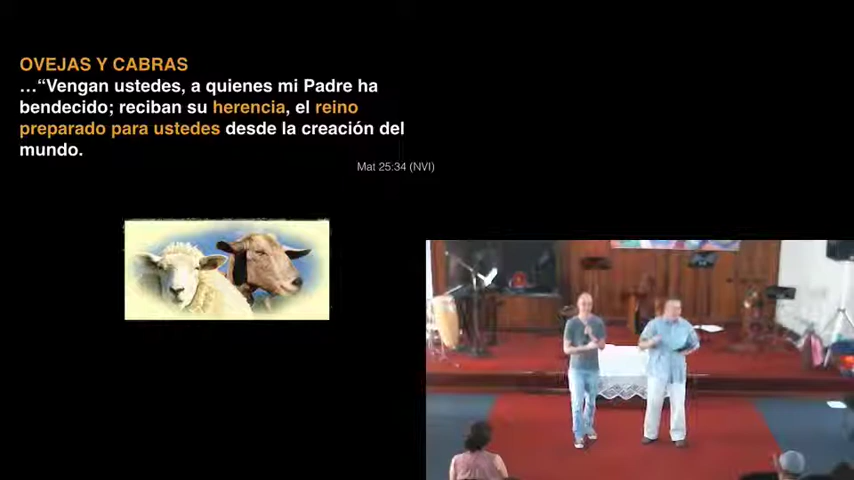 OVEJAS Y CABRAS
…“Vengan ustedes, a quienes mi Padre ha
bendecido; reciban su herencia, el reino
preparado para ustedes desde la creación del
mundo.
Mat 25:34 (NVI)